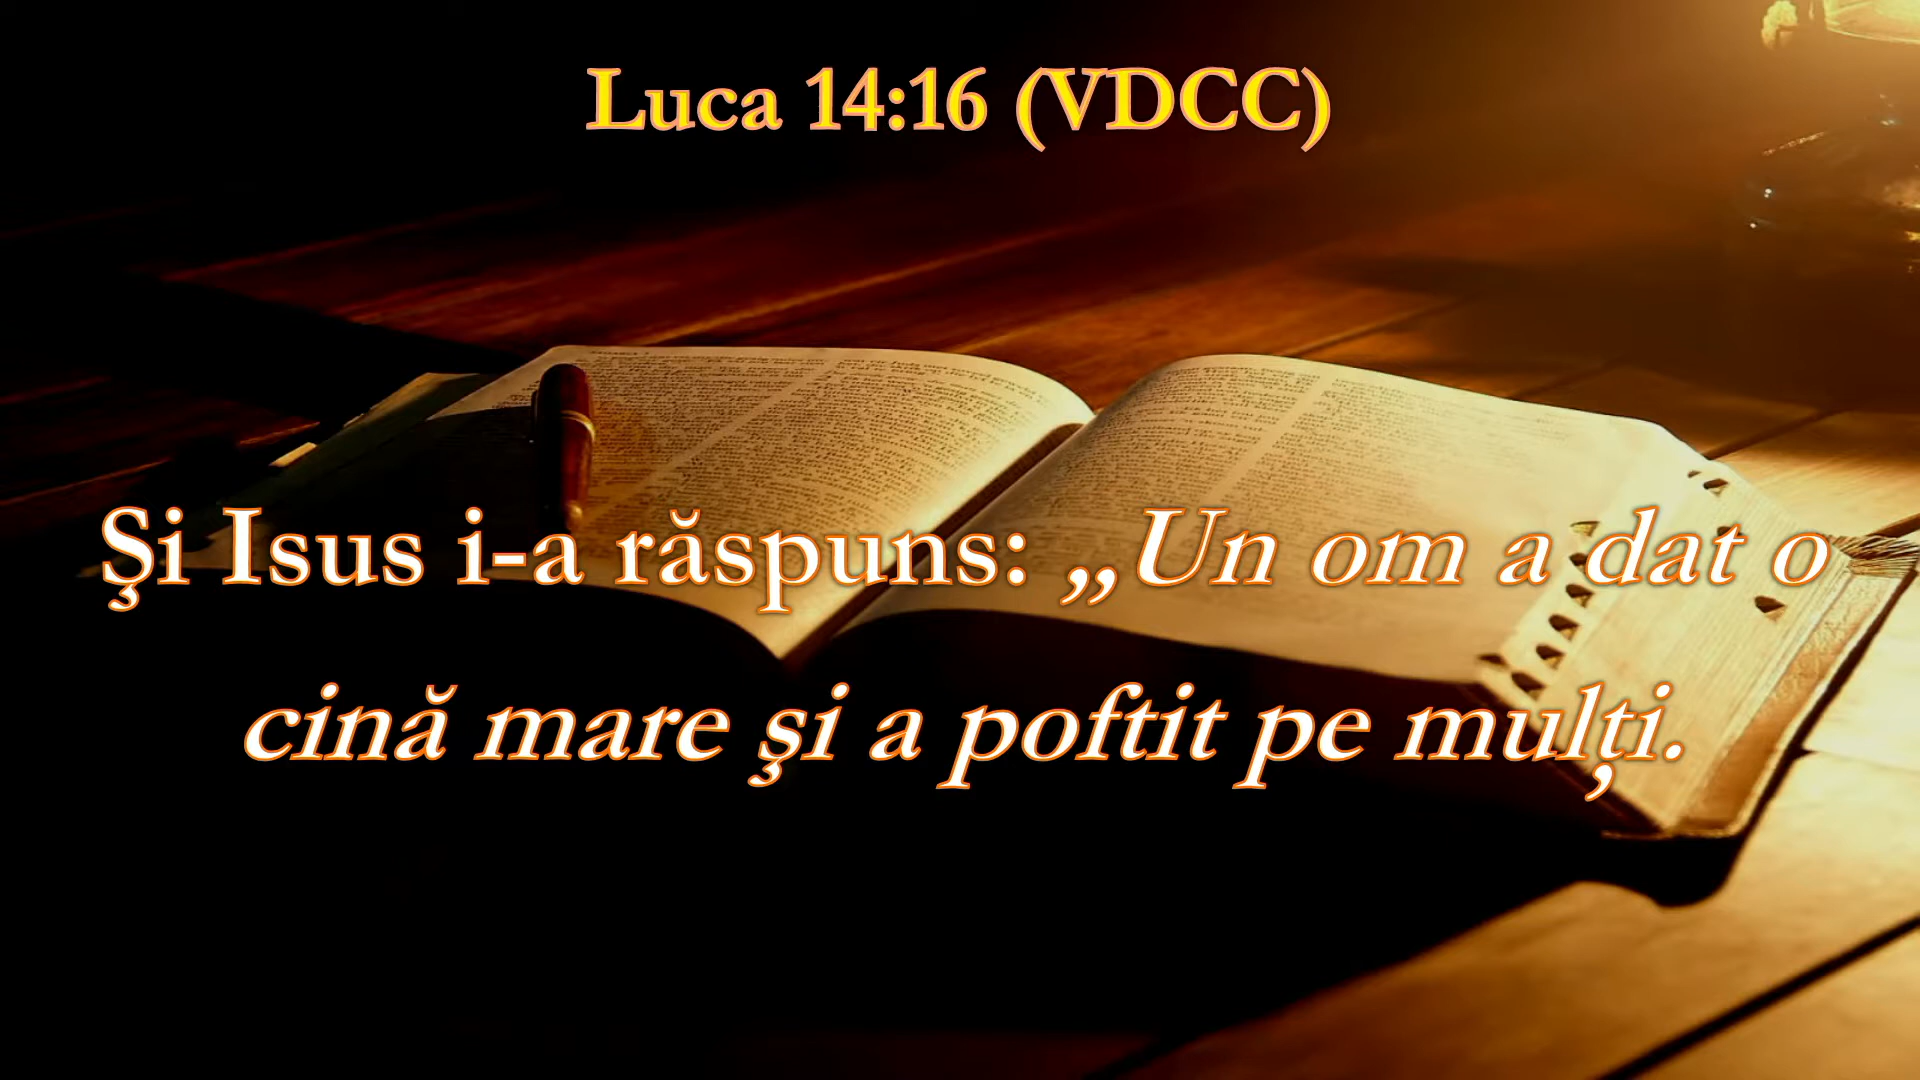 Luca 14:16 (VDCC)
Şi Isus i-a răspuns: „Un om a dat o
cină mare şi a poftit pe mulţi.